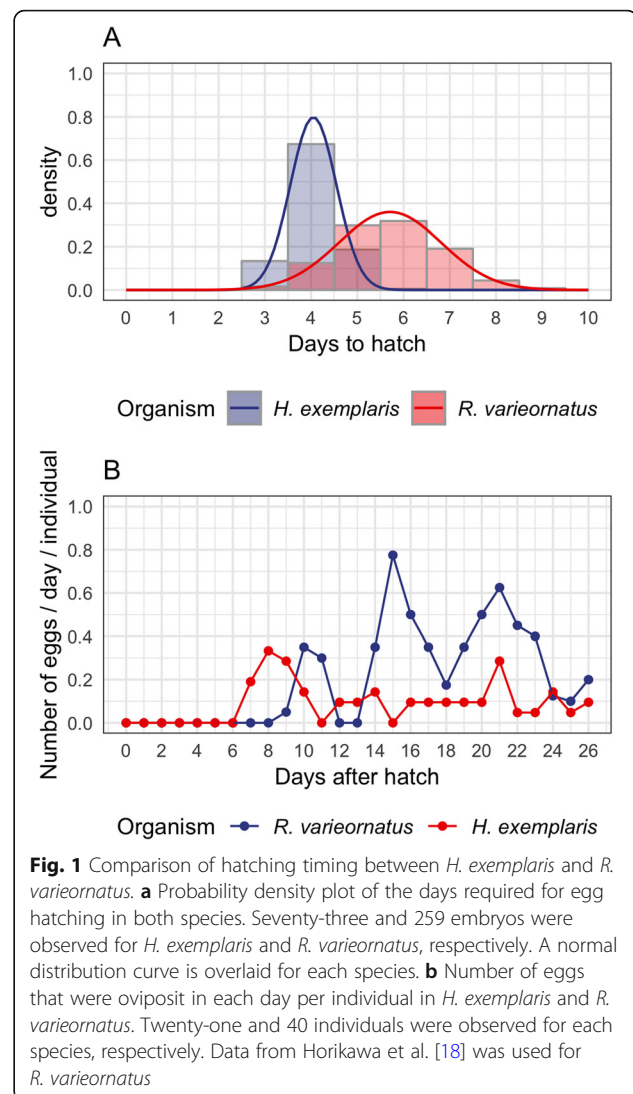 A
1.0
0.8
0.6
0.4
0.2
0.0
density
0 1 2 3 4 5 6 7 8 9 10
Days to hatch
Organism H. exemplaris R. varieornatus
B
1.0
0.8
0.6
0.4
0.2
0.0
Number of eggs / day / individual
0 2 4 6 8 10 12 14 16 18 20 22 24 26
Days after hatch
Organism R. varieornatus H. exemplaris
Fig. 1 Comparison of hatching timing between H. exemplaris and R.
varieornatus. a Probability density plot of the days required for egg
hatching in both species. Seventy-three and 259 embryos were
observed for H. exemplaris and R. varieornatus, respectively. A normal
distribution curve is overlaid for each species. b Number of eggs
that were oviposit in each day per individual in H. exemplaris and R.
varieornatus. Twenty-one and 40 individuals were observed for each
species, respectively. Data from Horikawa et al. [18] was used for
R. varieornatus